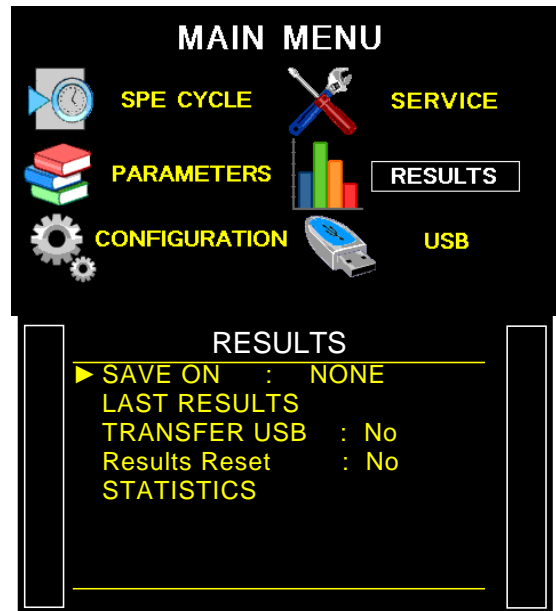 MAIN MENU
SPE CYCLE SERVICE
PARAMETERS RESULTS
CONFIGURATION USB
RESULTS
► SAVE ON : NONE
LAST RESULTS
TRANSFER USB : No
Results Reset : No
STATISTICS